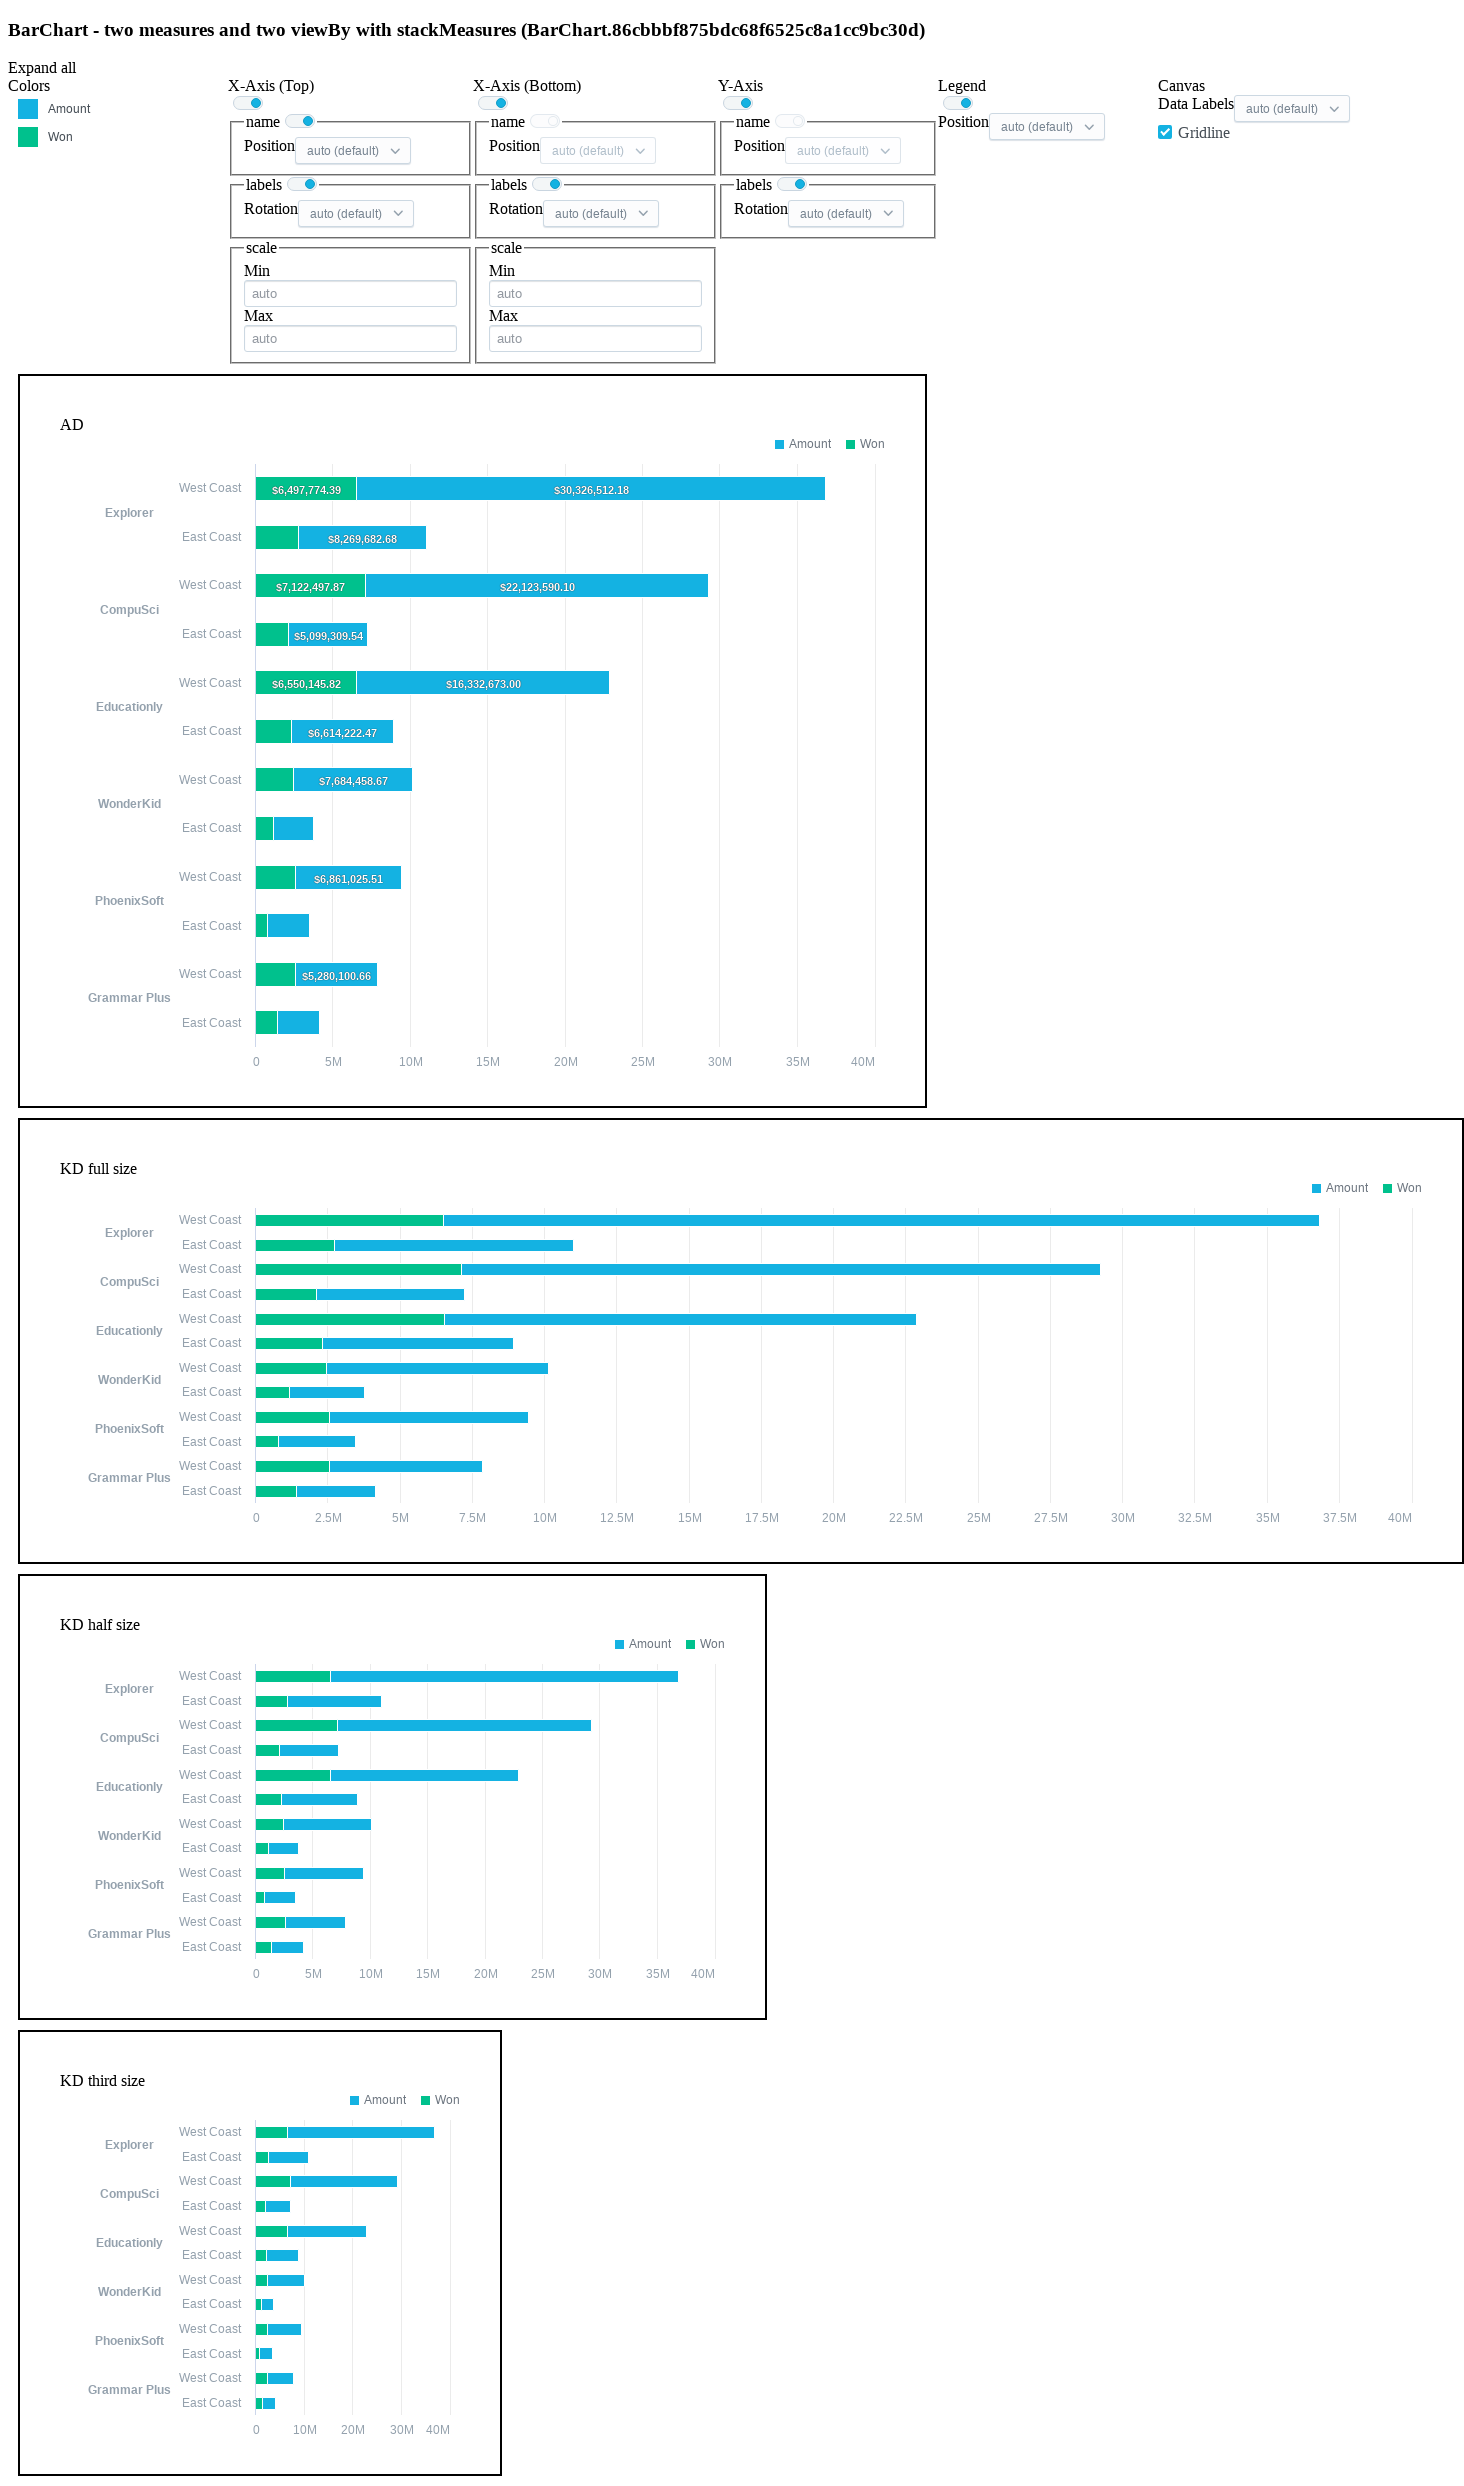 BarChart - two measures and two viewBy with stackMeasures (BarChart.86cbbbf875bdc68f6525c8a1cc9bc30d)
Expand all
Colors
Amount
Won
X-Axis (Top)
name
Position auto (default)
labels
Rotation auto (default)
scale
Min
auto
Max
auto
X-Axis (Bottom)
name
Position auto (default)
labels
Rotation auto (default)
scale
Min
auto
Max
auto
Y-Axis
name
Position auto (default)
labels
Rotation auto (default)
Legend
Position auto (default)
Canvas
Data Labels auto (default)
Gridline
AD
Amount Won
Explorer
West Coast $6,497,774.39 $30,326,512.18
East Coast $8,269,682.68
CompuSci
West Coast $7,122,497.87 $22,123,590.10
East Coast $5,099,309.54
Educationly
West Coast $6,550,145.82 $16,332,673.00
East Coast $6,614,222.47
WonderKid
West Coast $7,684,458.67
East Coast
PhoenixSoft
West Coast $6,861,025.51
East Coast
Grammar Plus
West Coast $5,280,100.66
East Coast
0 5M 10M 15M 20M 25M 30M 35M 40M
KD full size
Amount Won
Explorer
West Coast
East Coast
CompuSci
West Coast
East Coast
Educationly
West Coast
East Coast
WonderKid
West Coast
East Coast
PhoenixSoft
West Coast
East Coast
Grammar Plus
West Coast
East Coast
0 2.5M 5M 7.5M 10M 12.5M 15M 17.5M 20M 22.5M 25M 27.5M 30M 32.5M 35M 37.5M 40M
KD half size
Amount Won
Explorer
West Coast
East Coast
CompuSci
West Coast
East Coast
Educationly
West Coast
East Coast
WonderKid
West Coast
East Coast
PhoenixSoft
West Coast
East Coast
Grammar Plus
West Coast
East Coast
0 5M 10M 15M 20M 25M 30M 35M 40M
KD third size
Amount Won
Explorer
West Coast
East Coast
CompuSci
West Coast
East Coast
Educationly
West Coast
East Coast
WonderKid
West Coast
East Coast
PhoenixSoft
West Coast
East Coast
Grammar Plus
West Coast
East Coast
0 10M 20M 30M 40M